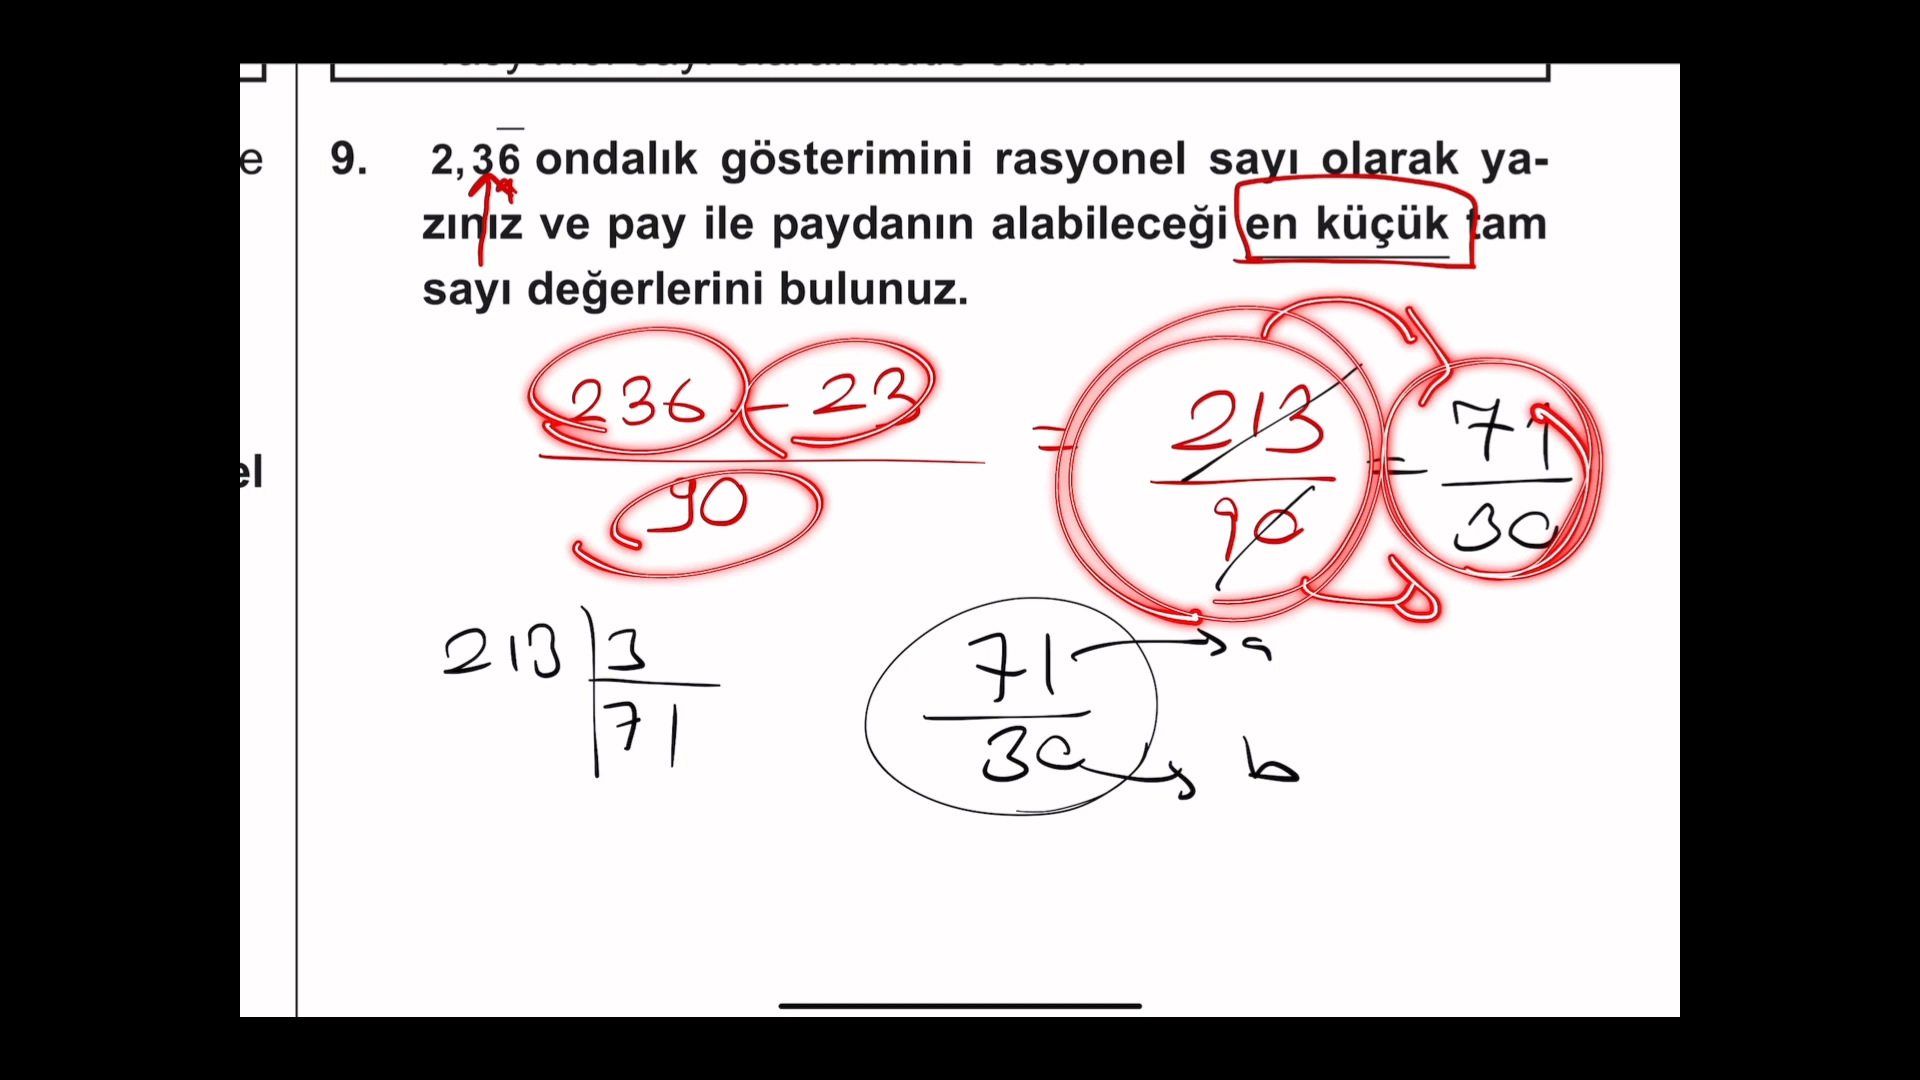 e
9. 2,36̅ ondalık gösterimini rasyonel sayı olarak ya-
zınız ve pay ile paydanın alabileceği en küçük tam
sayı değerlerini bulunuz.
el
236 - 23 / 90 = 213 / 90 = 71 / 30
213 | 3
71
71 → a
30 → b